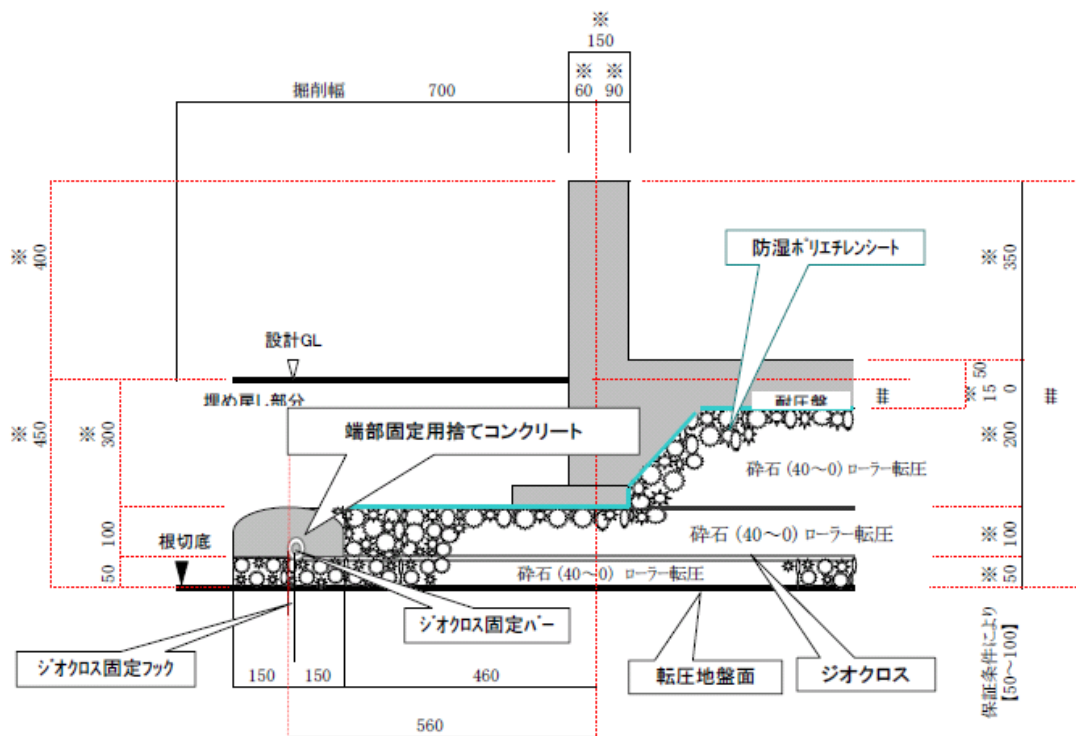 ※
150
※ ※
掘削幅 700 60 90
※
400
※
350
防湿ポリエチレンシート
設計GL
埋め戻し部分
耐圧盤
50
※
15
0
※
450
※
300
端部固定用捨てコンクリート
※
200
砕石(40～0)ローラー転圧
100
砕石(40～0)ローラー転圧
※
100
根切底
50
砕石(40～0) ローラー転圧
※
50
ジオクロス固定バー
ジオクロス固定フック
転圧地盤面
ジオクロス
150 150 460
560
保証条件により
【50～100】